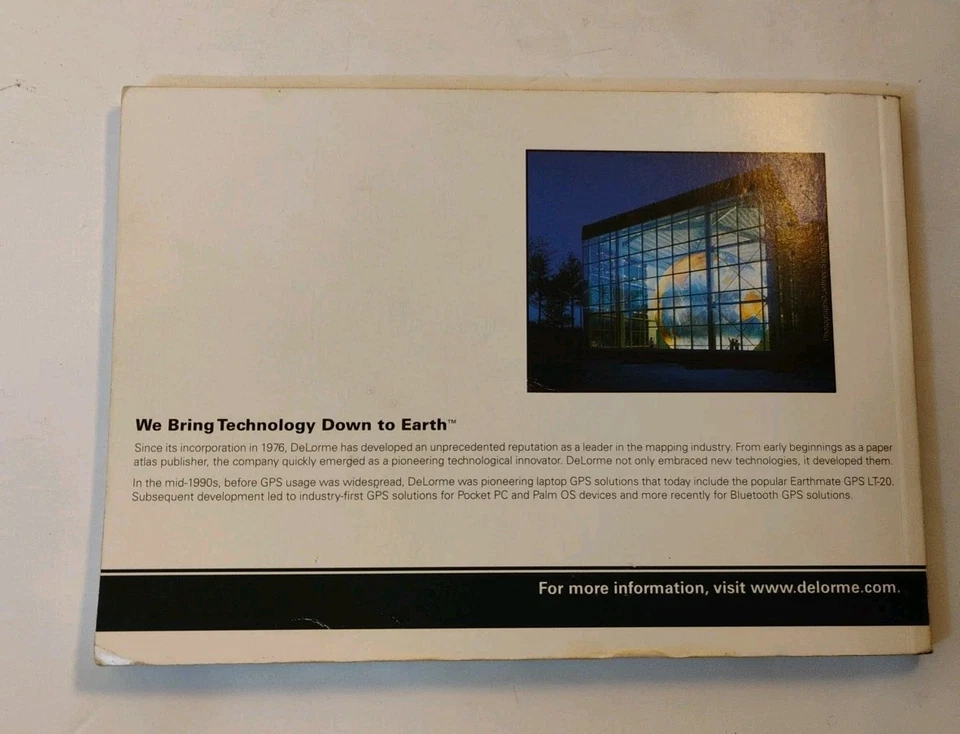 We Bring Technology Down to Earth™
Since its incorporation in 1976, DeLorme has developed an unprecedented reputation as a leader in the mapping industry. From early beginnings as a paper
atlas publisher, the company quickly emerged as a pioneering technological innovator. DeLorme not only embraced new technologies, it developed them.
In the mid-1990s, before GPS usage was widespread, DeLorme was pioneering laptop GPS solutions that today include the popular Earthmate GPS LT-20.
Subsequent development led to industry-first GPS solutions for Pocket PC and Palm OS devices and more recently for Bluetooth GPS solutions.
For more information, visit www.delorme.com.